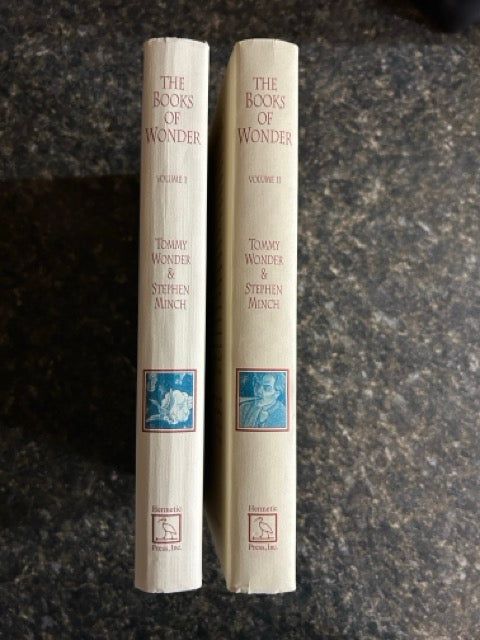 THE
BOOKS
OF
WONDER
VOLUME I
TOMMY
WONDER
&
STEPHEN
MINCH
Hermetic
Press, Inc.
THE
BOOKS
OF
WONDER
VOLUME II
TOMMY
WONDER
&
STEPHEN
MINCH
Hermetic
Press, Inc.